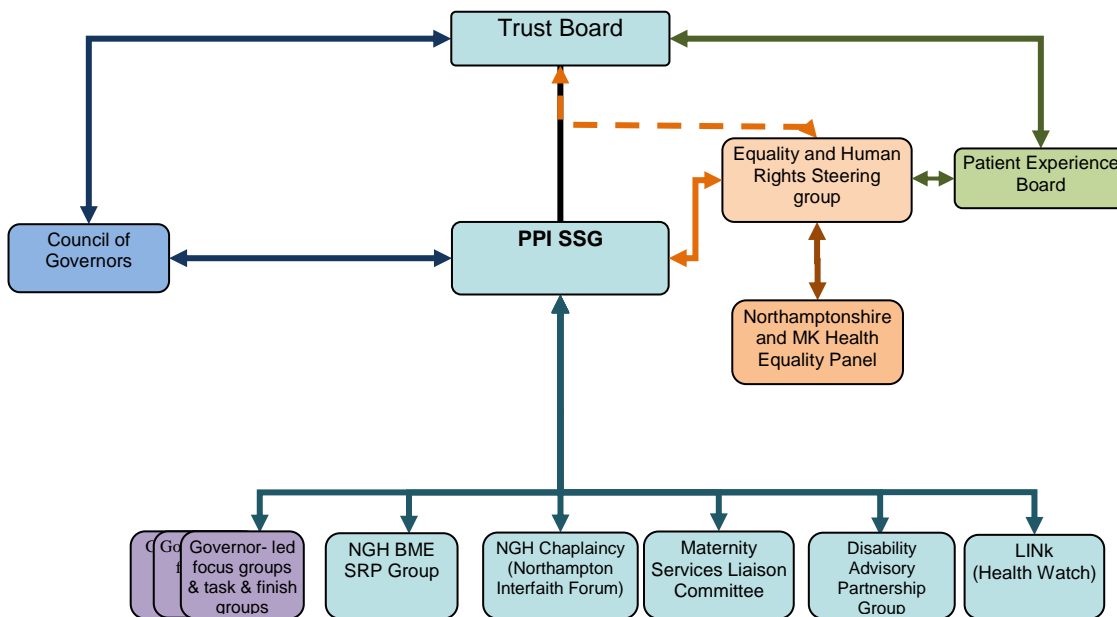 Trust Board
Equality and Human
Rights Steering
group
Patient Experience
Board
Council of
Governors
PPI SSG
Northamptonshire
and MK Health
Equality Panel
Governor- led
focus groups
& task & finish
groups
NGH BME
SRP Group
NGH Chaplaincy
(Northampton
Interfaith Forum)
Maternity
Services Liaison
Committee
Disability
Advisory
Partnership
Group
LINk
(Health Watch)